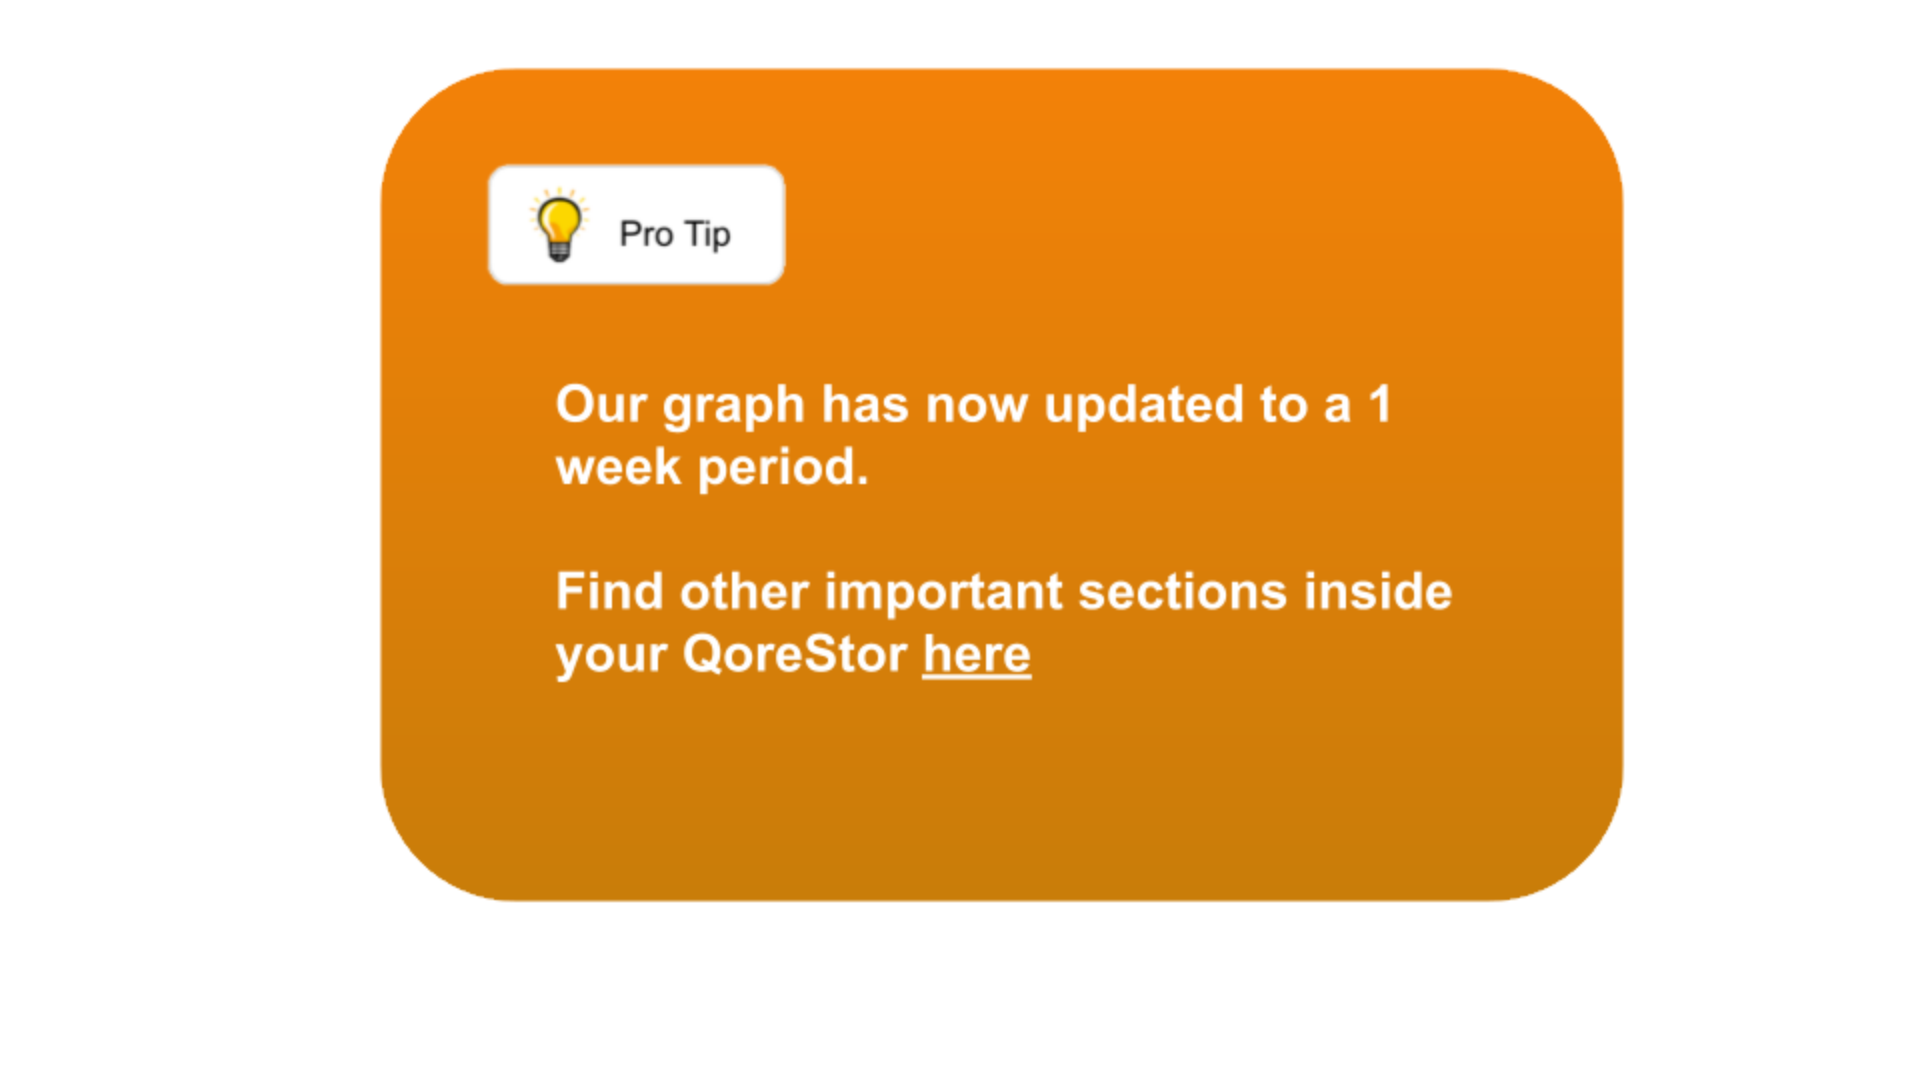 Pro Tip
Our graph has now updated to a 1
week period.
Find other important sections inside
your QoreStor here